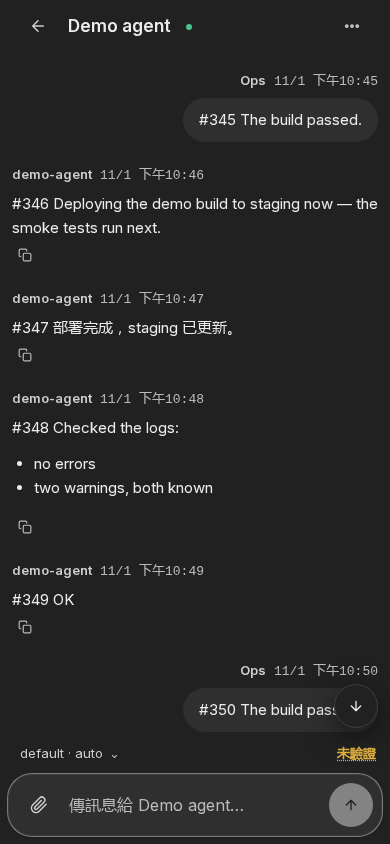 Demo agent
Ops 11/1 下午10:45
#345 The build passed.
demo-agent 11/1 下午10:46
#346 Deploying the demo build to staging now — the
smoke tests run next.
demo-agent 11/1 下午10:47
#347 部署完成，staging 已更新。
demo-agent 11/1 下午10:48
#348 Checked the logs:
• no errors
• two warnings, both known
demo-agent 11/1 下午10:49
#349 OK
Ops 11/1 下午10:50
#350 The build pass
default · auto
未驗證
傳訊息給 Demo agent…